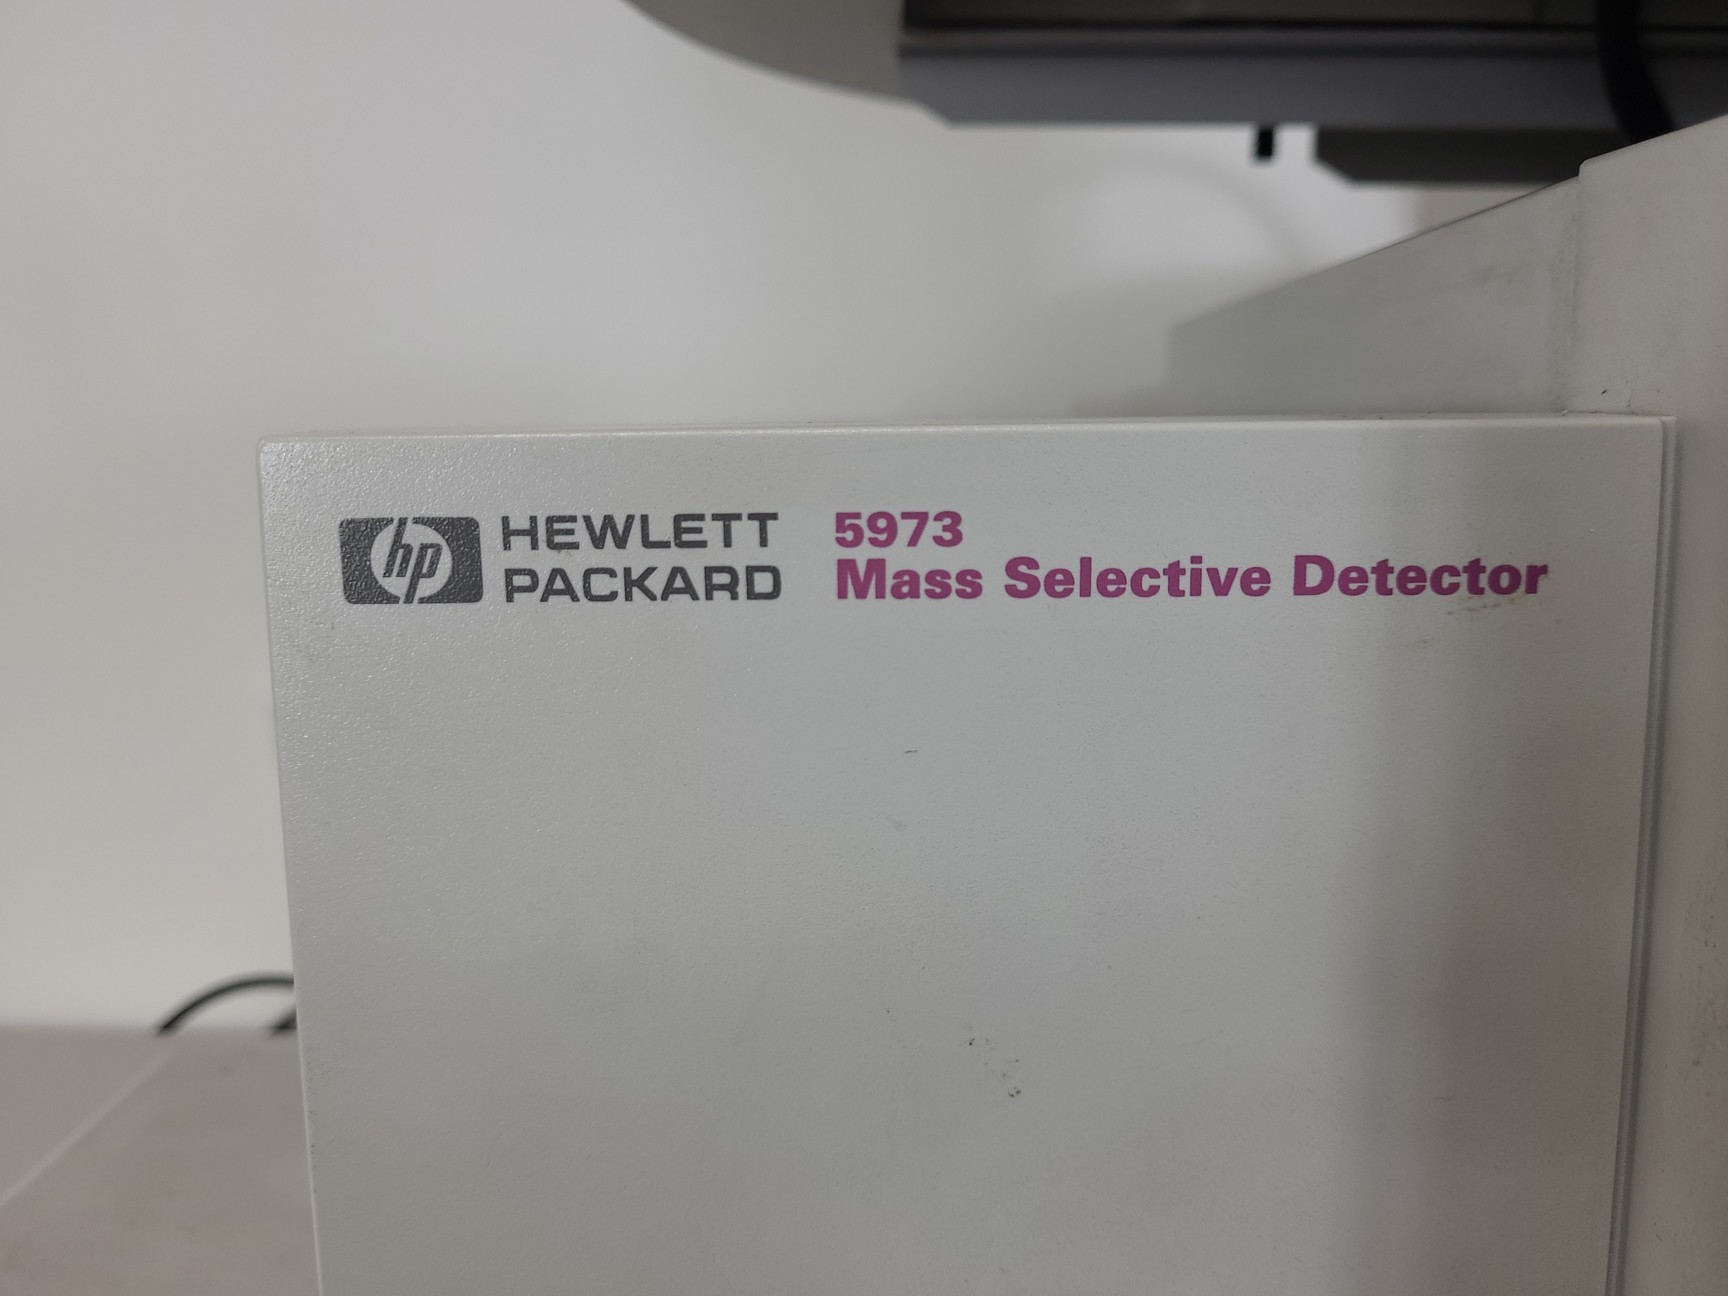 hp HEWLETT
PACKARD
5973
Mass Selective Detector